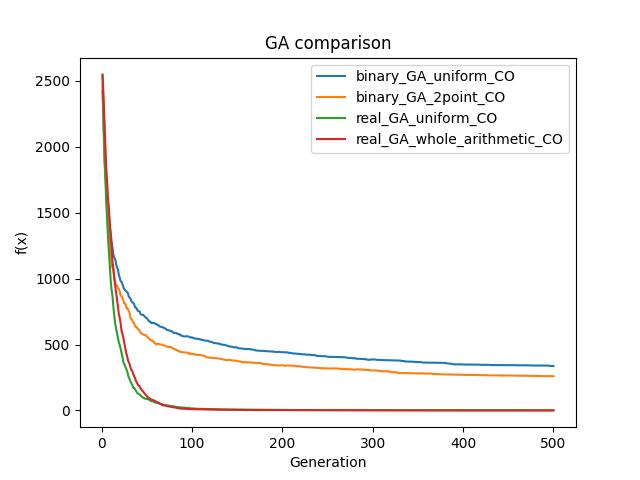 GA comparison
binary_GA_uniform_CO
binary_GA_2point_CO
real_GA_uniform_CO
real_GA_whole_arithmetic_CO
f(x)
2500
2000
1500
1000
500
0
0 100 200 300 400 500
Generation